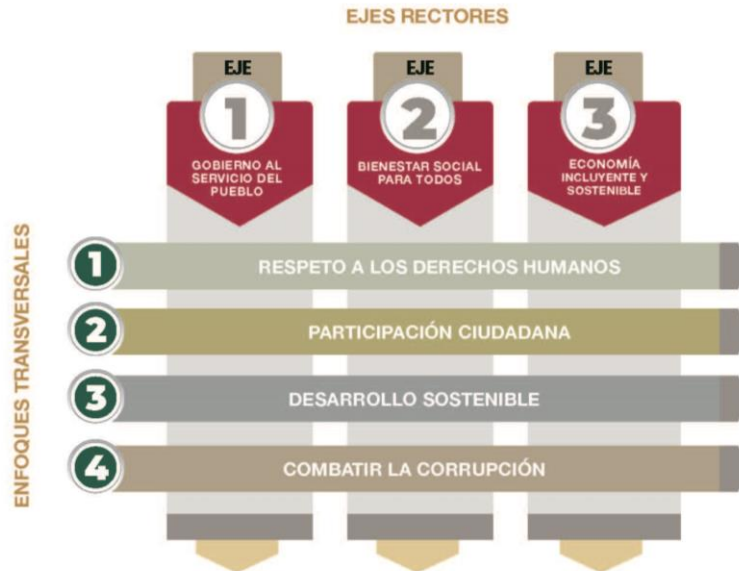 EJES RECTORES
EJE
1
GOBIERNO AL
SERVICIO DEL
PUEBLO
EJE
2
BIENESTAR SOCIAL
PARA TODOS
EJE
3
ECONOMÍA
INCLUYENTE Y
SOSTENIBLE
ENFOQUES TRANSVERSALES
1 RESPETO A LOS DERECHOS HUMANOS
2 PARTICIPACIÓN CIUDADANA
3 DESARROLLO SOSTENIBLE
4 COMBATIR LA CORRUPCIÓN